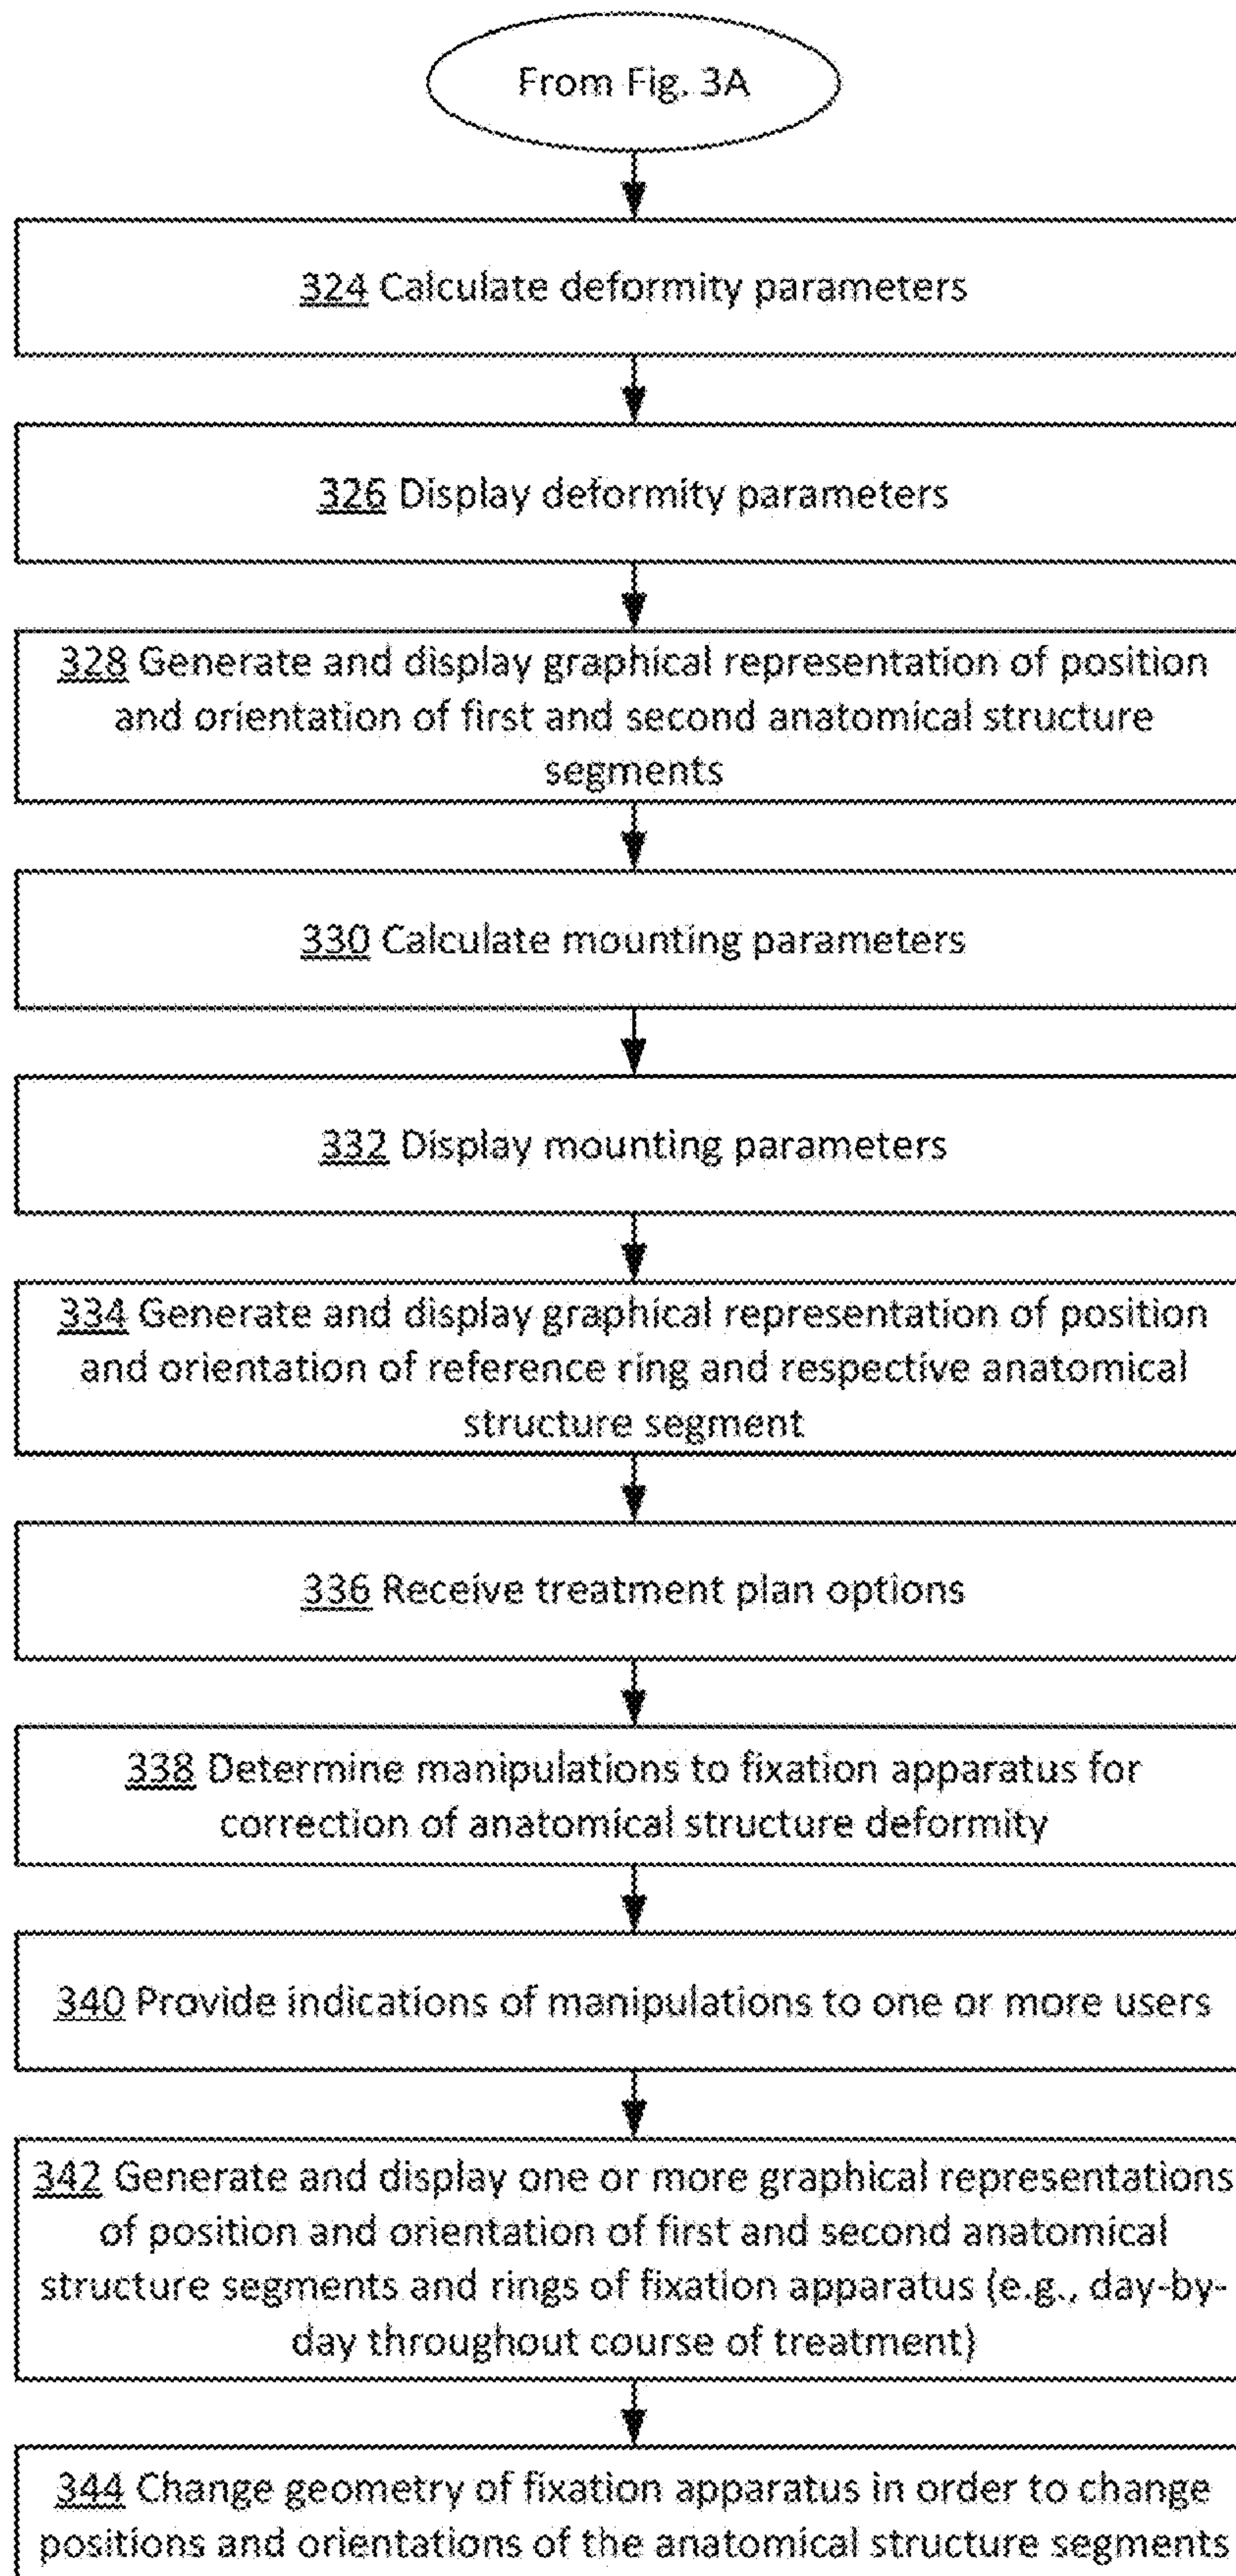 From Fig. 3A
324 Calculate deformity parameters
326 Display deformity parameters
328 Generate and display graphical representation of position
and orientation of first and second anatomical structure
segments
330 Calculate mounting parameters
332 Display mounting parameters
334 Generate and display graphical representation of position
and orientation of reference ring and respective anatomical
structure segment
336 Receive treatment plan options
338 Determine manipulations to fixation apparatus for
correction of anatomical structure deformity
340 Provide indications of manipulations to one or more users
342 Generate and display one or more graphical representations
of position and orientation of first and second anatomical
structure segments and rings of fixation apparatus (e.g., day-by-
day throughout course of treatment)
344 Change geometry of fixation apparatus in order to change
positions and orientations of the anatomical structure segments